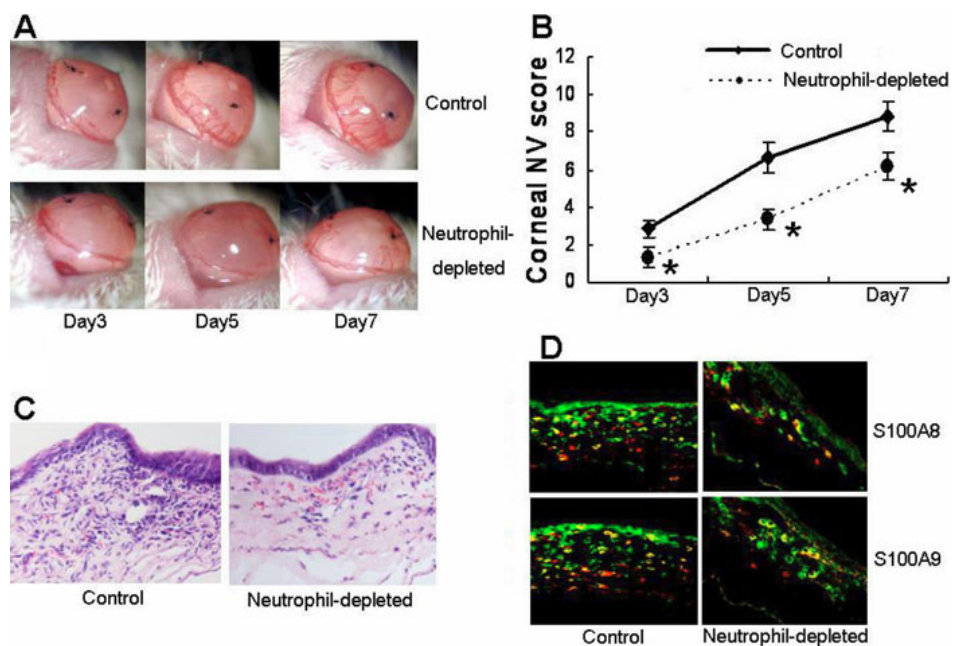 A
Control
Neutrophil-
depleted
Day3
Day5
Day7
B
Corneal NV score
12
10
8
6
4
2
0
Control
Neutrophil-depleted
*
*
*
Day3
Day5
Day7
C
Control
Neutrophil-depleted
D
S100A8
S100A9
Control
Neutrophil-depleted